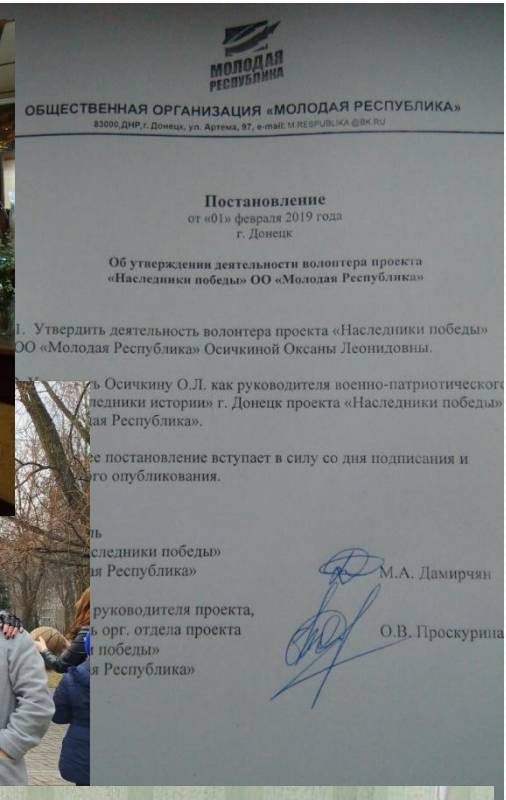 МОЛОДАЯ
РЕСПУБЛИКА
ОБЩЕСТВЕННАЯ ОРГАНИЗАЦИЯ «МОЛОДАЯ РЕСПУБЛИКА»
83000,ДНР,г. Донецк, ул. Артема, 97, e-mail: M.RESPUBLIKA @BK.RU
Постановление
от «01» февраля 2019 года
г. Донецк
Об утверждении деятельности волонтера проекта
«Наследники победы» ОО «Молодая Республика»
1. Утвердить деятельность волонтера проекта «Наследники победы»
ОО «Молодая Республика» Осичкиной Оксаны Леонидовны.
Осичкину О.Л. как руководителя военно-патриотического
ледники истории» г. Донецк проекта «Наследники победы»
ая Республика».
ее постановление вступает в силу со дня подписания и
го опубликования.
ль
следники победы»
я Республика»
М.А. Дамирчян
руководителя проекта,
ь орг. отдела проекта
О.В. Проскурина
и победы»
я Республика»